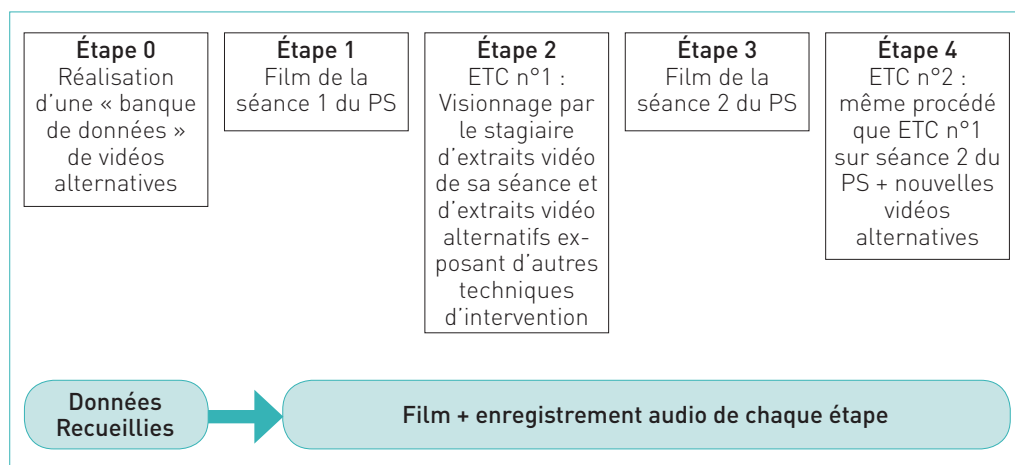 Étape 0
Réalisation
d'une « banque
de données »
de vidéos
alternatives
Étape 1
Film de la
séance 1 du PS
Étape 2
ETC n°1 :
Visionnage par
le stagiaire
d'extraits vidéo
de sa séance et
d'extraits vidéo
alternatifs ex-
posant d'autres
techniques
d'intervention
Étape 3
Film de la
séance 2 du PS
Étape 4
ETC n°2 :
même procédé
que ETC n°1
sur séance 2 du
PS + nouvelles
vidéos
alternatives
Données
Recueillies
Film + enregistrement audio de chaque étape